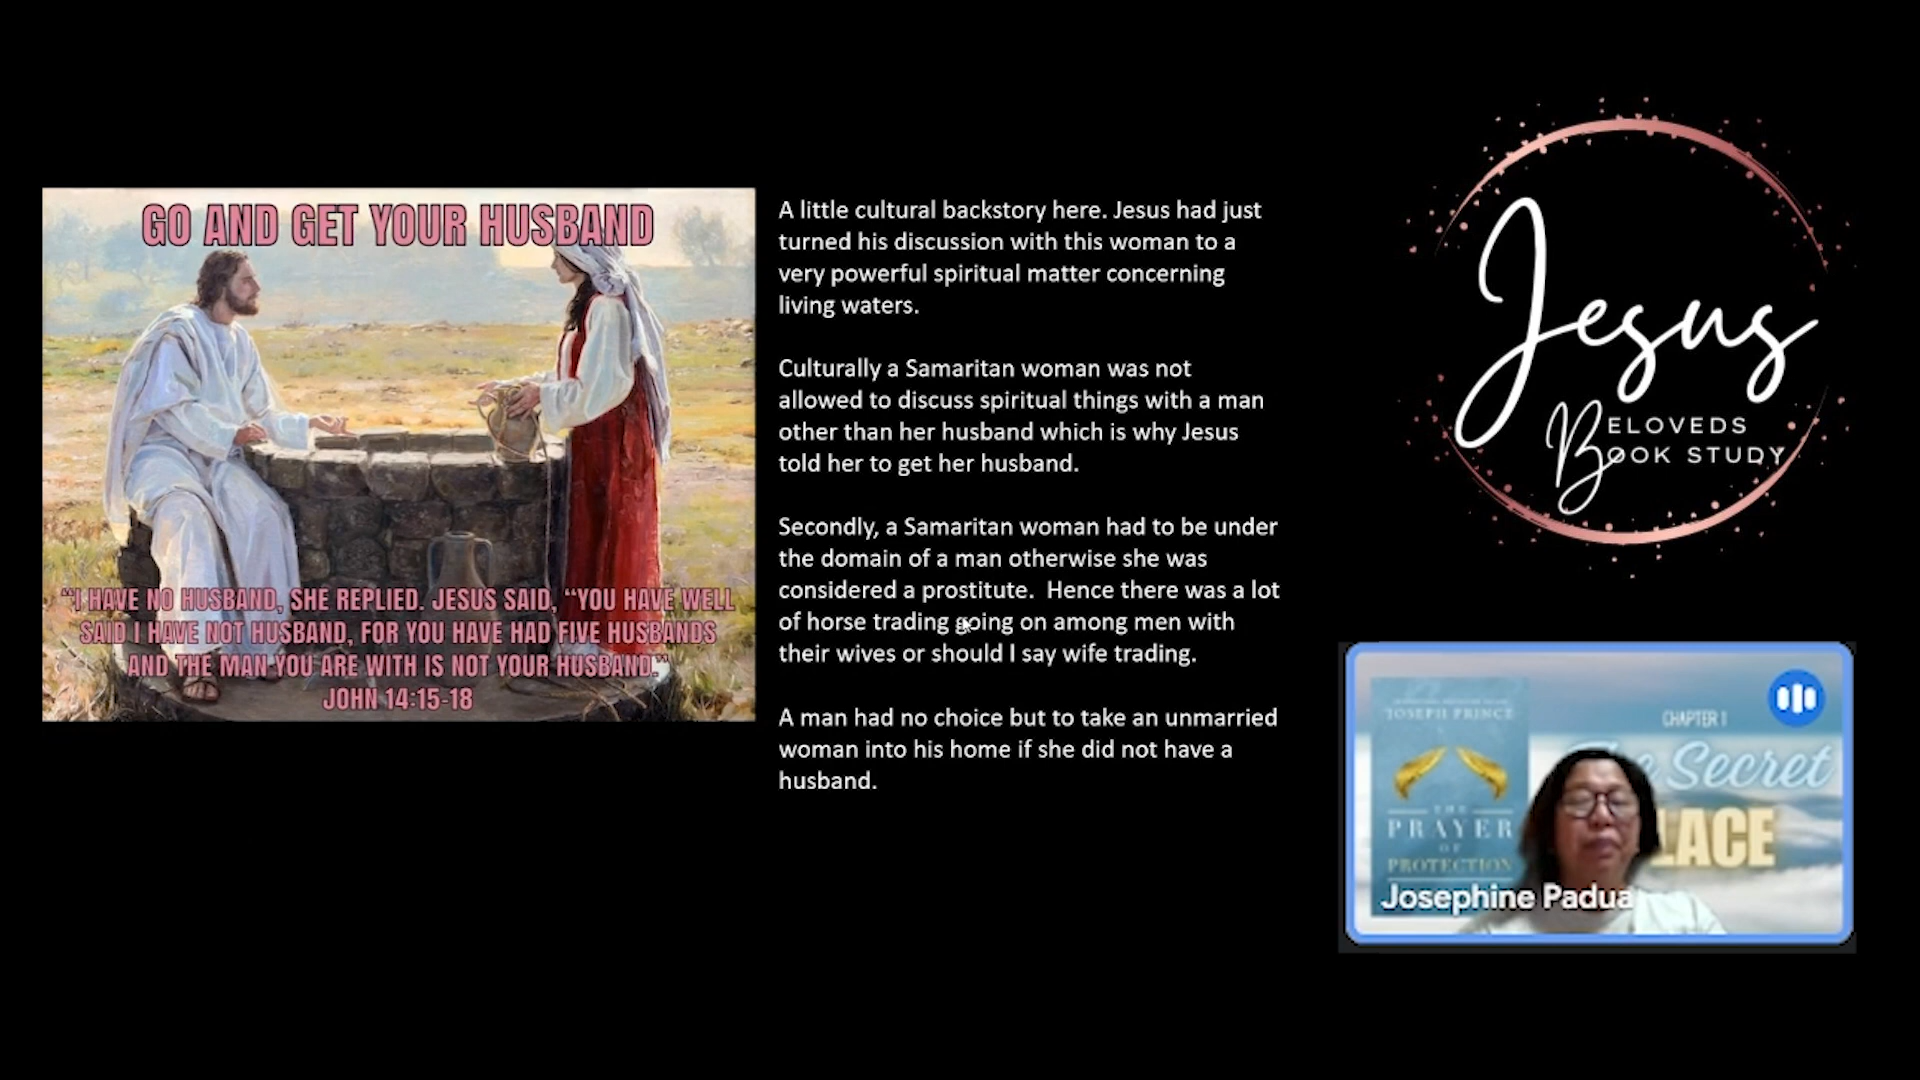 GO AND GET YOUR HUSBAND
“I HAVE NO HUSBAND, SHE REPLIED. JESUS SAID, “YOU HAVE WELL
SAID I HAVE NOT HUSBAND, FOR YOU HAVE HAD FIVE HUSBANDS
AND THE MAN YOU ARE WITH IS NOT YOUR HUSBAND.”
JOHN 14:15-18
A little cultural backstory here. Jesus had just
turned his discussion with this woman to a
very powerful spiritual matter concerning
living waters.
Culturally a Samaritan woman was not
allowed to discuss spiritual things with a man
other than her husband which is why Jesus
told her to get her husband.
Secondly, a Samaritan woman had to be under
the domain of a man otherwise she was
considered a prostitute.  Hence there was a lot
of horse trading going on among men with
their wives or should I say wife trading.
A man had no choice but to take an unmarried
woman into his home if she did not have a
husband.
Jesus
BELOVEDS
BOOK STUDY
JOSEPH PRINCE
THE
PRAYER
OF
PROTECTION
CHAPTER 1
Secret
LACE
Josephine Padua